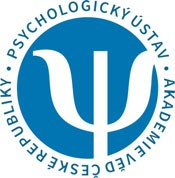 • PSYCHOLOGICKÝ ÚSTAV • AKADEMIE VĚD ČESKÉ REPUBLIKY
Ψ